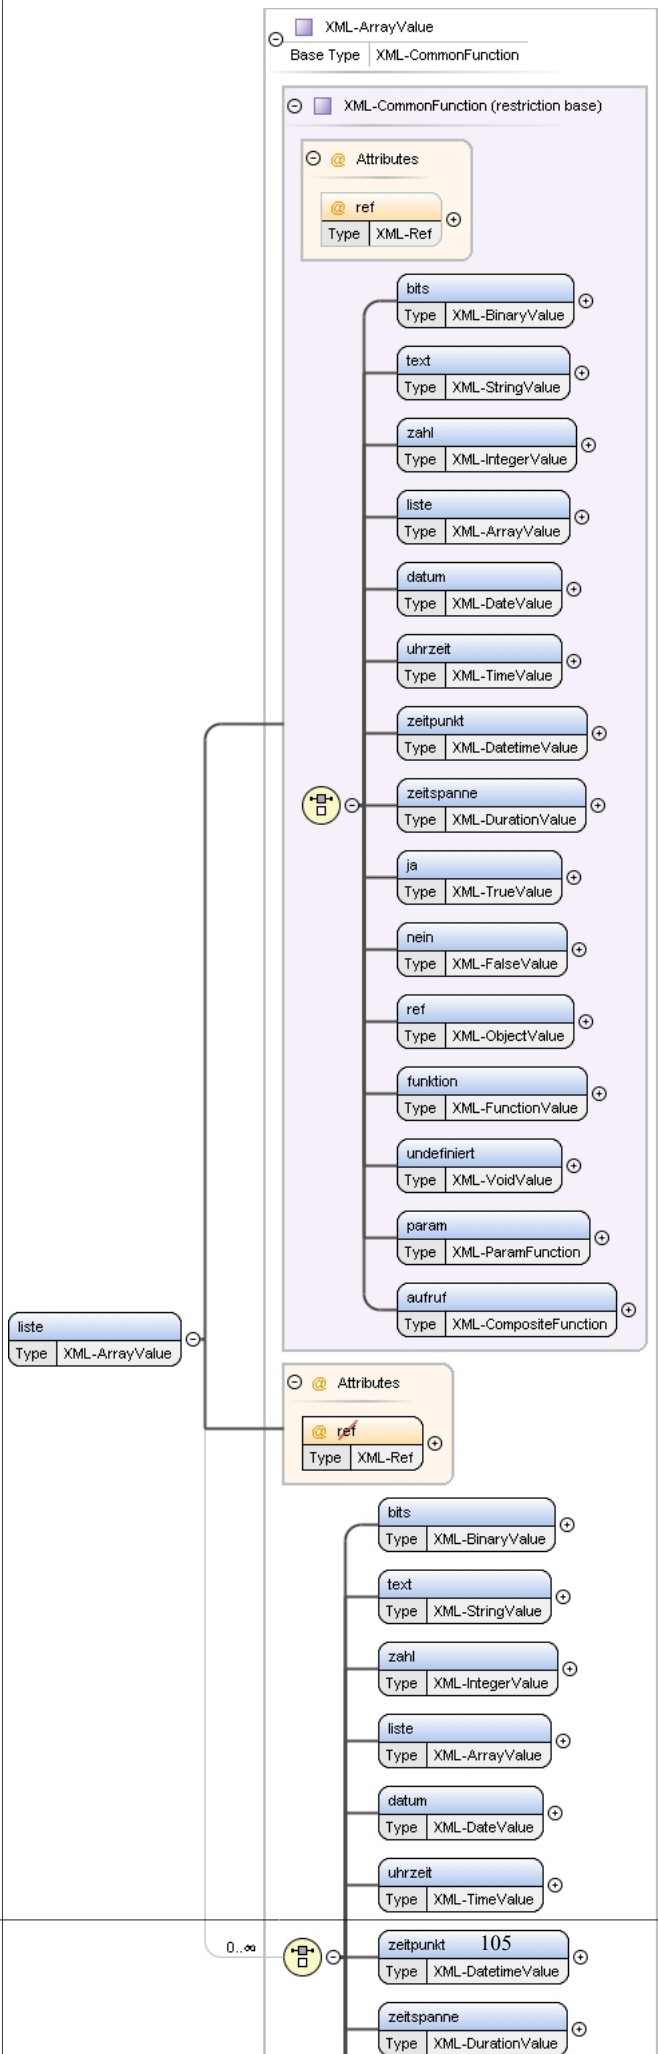 XML-ArrayValue
Base Type XML-CommonFunction
XML-CommonFunction (restriction base)
@ Attributes
@ ref
Type XML-Ref
bits
Type XML-BinaryValue
text
Type XML-StringValue
zahl
Type XML-IntegerValue
liste
Type XML-ArrayValue
datum
Type XML-DateValue
uhrzeit
Type XML-TimeValue
zeitpunkt
Type XML-DatetimeValue
zeitspanne
Type XML-DurationValue
ja
Type XML-TrueValue
nein
Type XML-FalseValue
ref
Type XML-ObjectValue
funktion
Type XML-FunctionValue
undefiniert
Type XML-VoidValue
param
Type XML-ParamFunction
aufruf
Type XML-CompositeFunction
liste
Type XML-ArrayValue
@ Attributes
@ ref
Type XML-Ref
bits
Type XML-BinaryValue
text
Type XML-StringValue
zahl
Type XML-IntegerValue
liste
Type XML-ArrayValue
datum
Type XML-DateValue
uhrzeit
Type XML-TimeValue
0..∞
zeitpunkt 105
Type XML-DatetimeValue
zeitspanne
Type XML-DurationValue